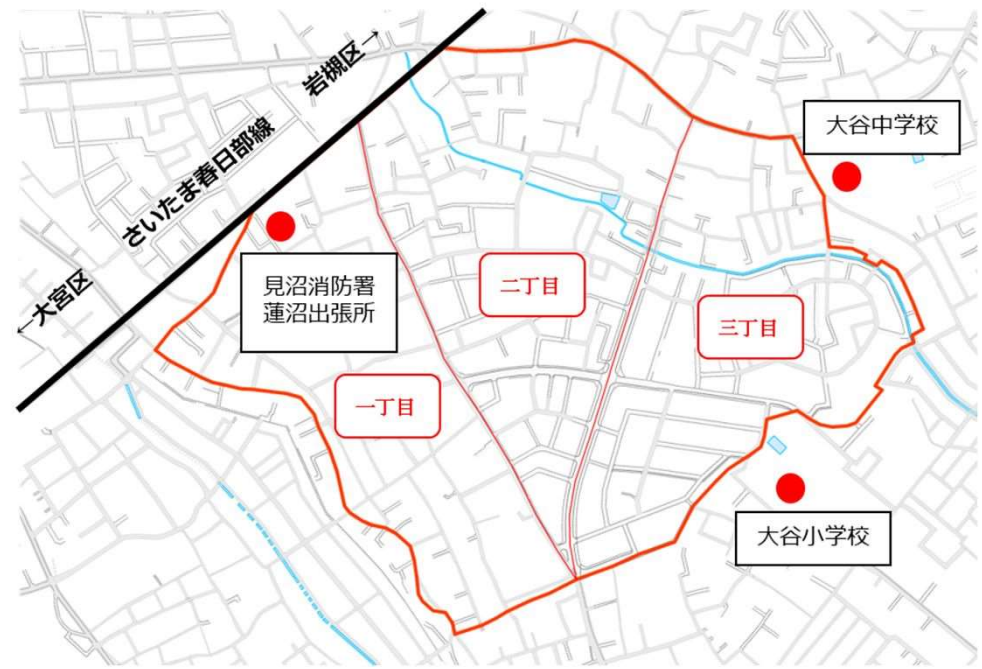 岩槻区→
さいたま春日部線
←大宮区
大谷中学校
見沼消防署
蓮沼出張所
二丁目
三丁目
一丁目
大谷小学校